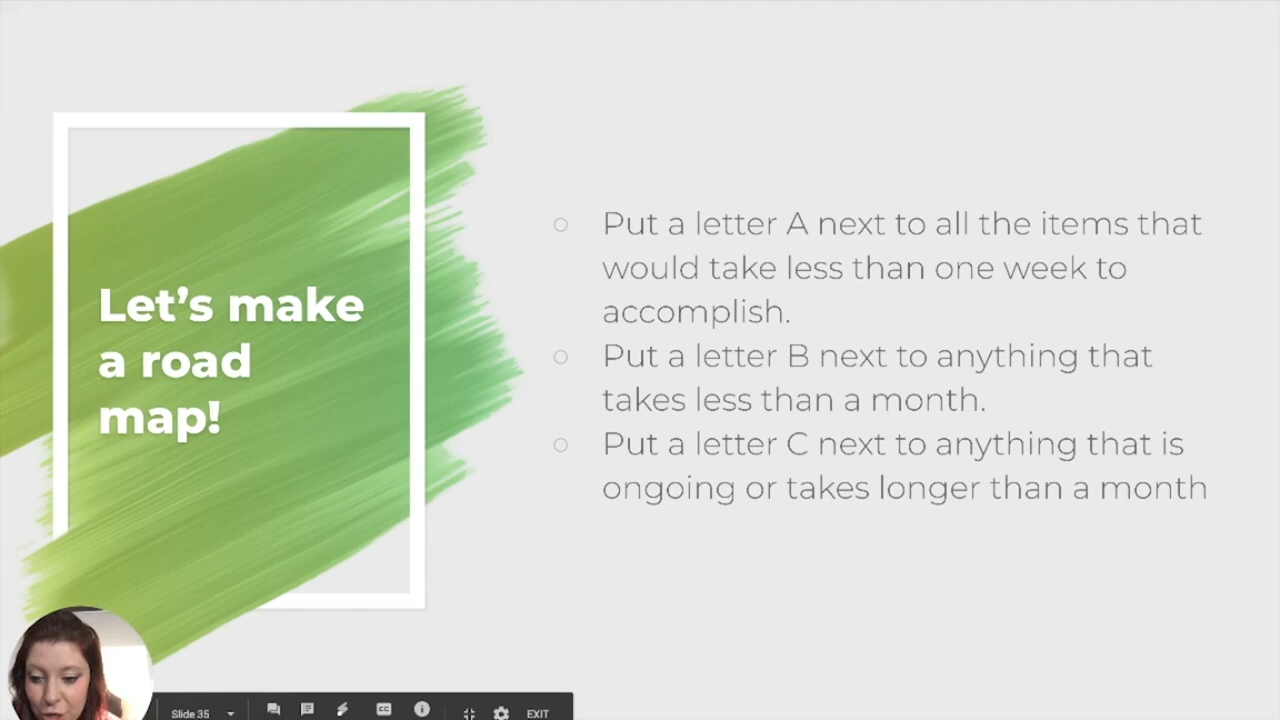 Let's make
a road
map!
Put a letter A next to all the items that
would take less than one week to
accomplish.
Put a letter B next to anything that
takes less than a month.
Put a letter C next to anything that is
ongoing or takes longer than a month
Slide 35
CC
EXIT